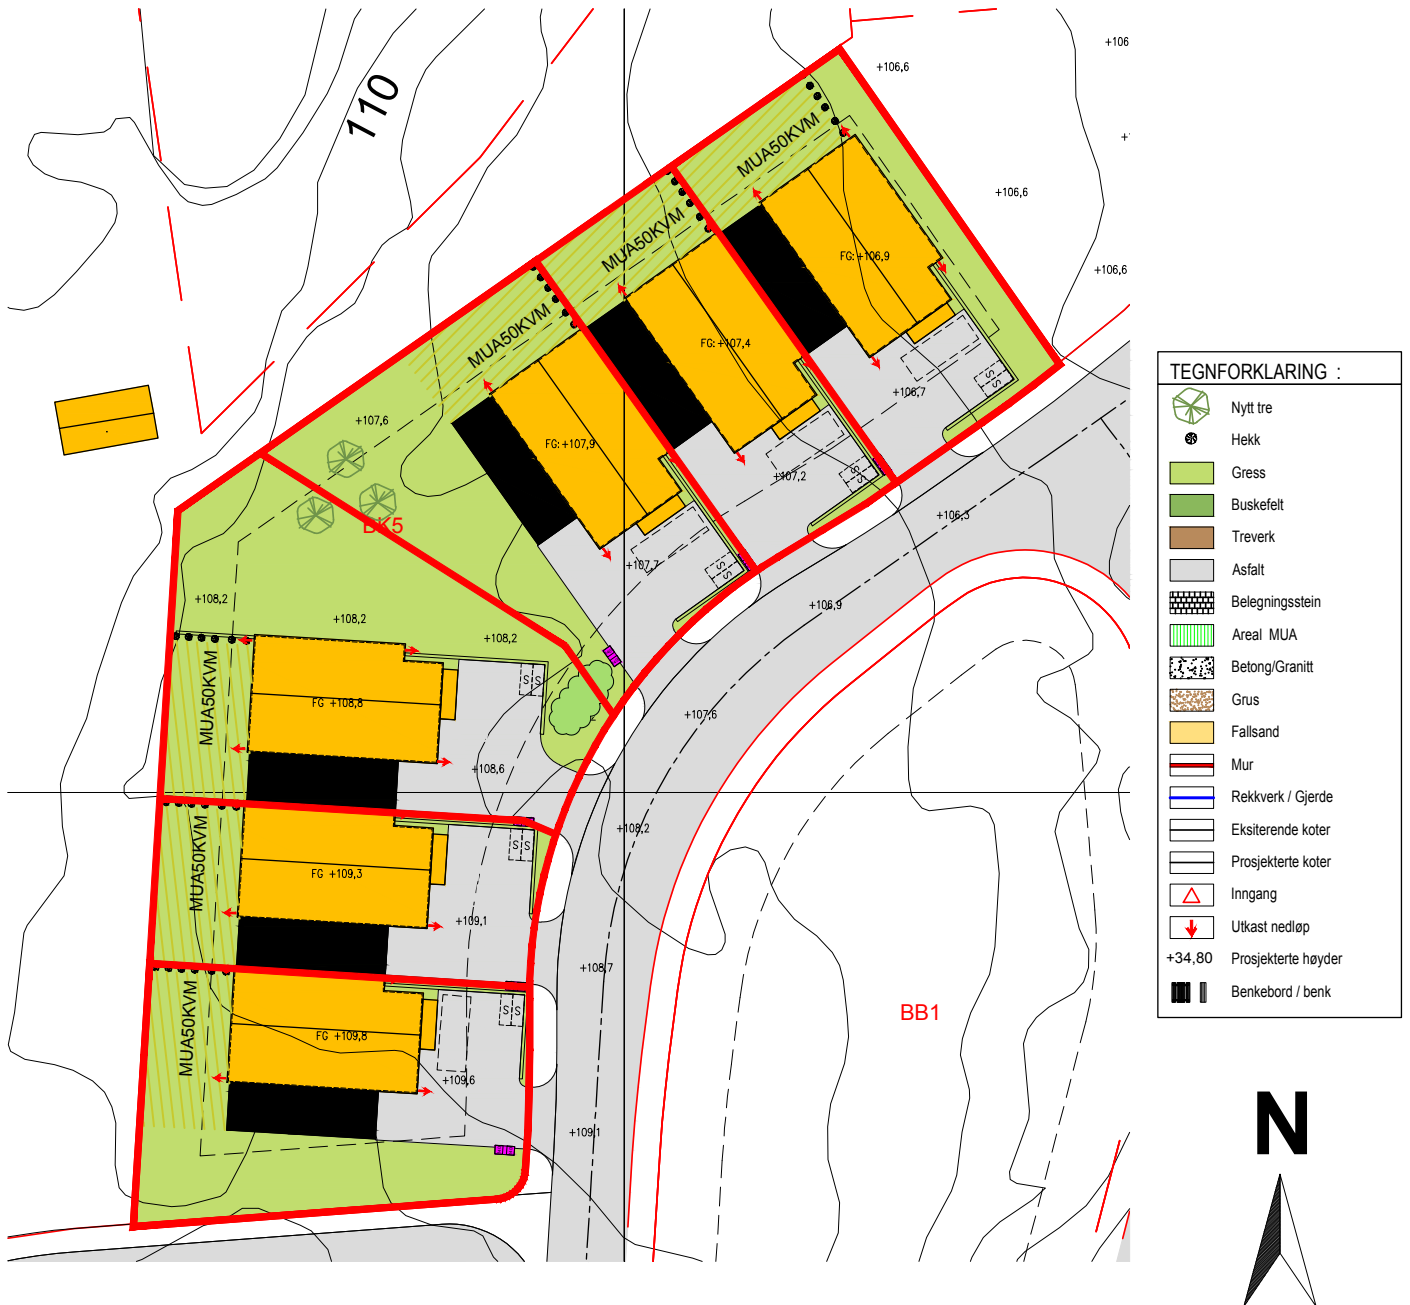 +106
+106,6
110
MUA50KVM
+106,6
MUA50KVM
FG: +106,9
+106,6
MUA50KVM
FG: +107,4
+106,7
+107,6
FG: +107,9
+107,2
S S
S S
BK5
+107,7
S S
+106,3
+108,2
+108,2
+108,2
+106,9
MUA50KVM
FG +108,8
S S
+107,6
+108,6
MUA50KVM
FG +109,3
S S
+108,2
+109,1
MUA50KVM
FG +109,8
S S
+108,7
+109,6
+109,1
BB1
TEGNFORKLARING :
Nytt tre
Hekk
Gress
Buskefelt
Treverk
Asfalt
Belegningsstein
Areal MUA
Betong/Granitt
Grus
Fallsand
Mur
Rekkverk / Gjerde
Eksiterende koter
Prosjekterte koter
Inngang
Utkast nedløp
+34,80 Prosjekterte høyder
Benkebord / benk
N